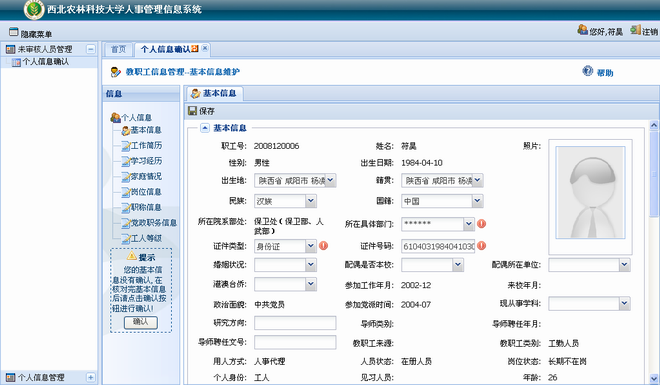 西北农林科技大学人事管理信息系统
隐藏菜单
您好,符昊 注销
未审核人员管理
个人信息确认
首页 个人信息确认
教职工信息管理--基本信息维护
帮助
信息
个人信息
基本信息
工作简历
学习经历
家庭情况
岗位信息
职称信息
党政职务信息
工人等级
提示
您的基本信
息没有确认,在
核对完基本信息
后请点击确认按
钮进行确认!
确认
个人信息管理
基本信息
保存
基本信息
职工号: 2008120006 姓名: 符昊 照片:
性别: 男性 出生日期: 1984-04-10
出生地: 陕西省 咸阳市 杨凌 籍贯: 陕西省 咸阳市 杨凌
民族: 汉族 国籍: 中国
所在院系部处: 保卫处(保卫部、人
武部) 所在具体部门: ******
证件类型: 身份证 证件号码: 6104031984041030
婚姻状况: 配偶是否本校: 配偶所在单位:
港澳台侨: 参加工作年月: 2002-12 来校年月:
政治面貌: 中共党员 参加党派时间: 2004-07 现从事学科:
研究方向: 导师类别: 导师聘任年月:
导师聘任文号: 教职工来源: 教职工类别: 工勤人员
用人方式: 人事代理 人员状态: 在册人员 岗位状态: 长期不在岗
个人身份: 工人 见习人员: 年龄: 26